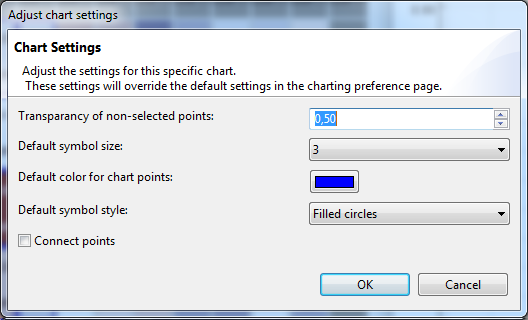 Adjust chart settings
Chart Settings
Adjust the settings for this specific chart.
These settings will override the default settings in the charting preference page.
Transparancy of non-selected points: 0,50
Default symbol size: 3
Default color for chart points:
Default symbol style: Filled circles
Connect points
OK Cancel